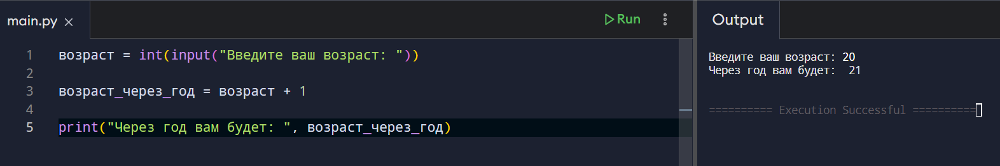 main.py ×
Run
Output
1 возраст = int(input("Введите ваш возраст: "))
2
3 возраст_через_год = возраст + 1
4
5 print("Через год вам будет: ", возраст_через_год)
Введите ваш возраст: 20
Через год вам будет:  21
========== Execution Successful ==========